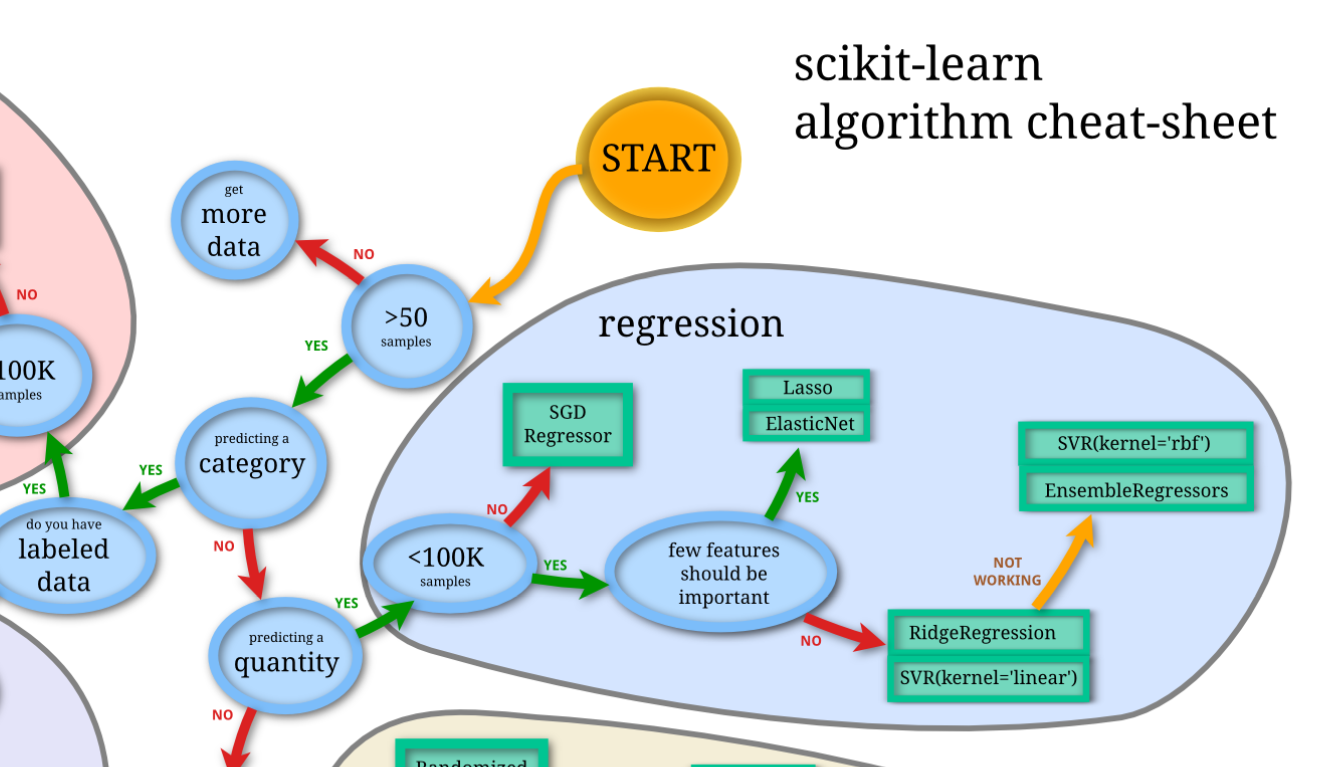 scikit-learn
algorithm cheat-sheet
START
get
more
data
NO
>50
samples
YES
predicting a
category
YES
NO
do you have
labeled
data
YES
NO
100K
predicting a
quantity
YES
NO
regression
<100K
samples
NO
SGD
Regressor
YES
few features
should be
important
YES
Lasso
ElasticNet
NO
RidgeRegression
SVR(kernel='linear')
NOT
WORKING
SVR(kernel='rbf')
EnsembleRegressors